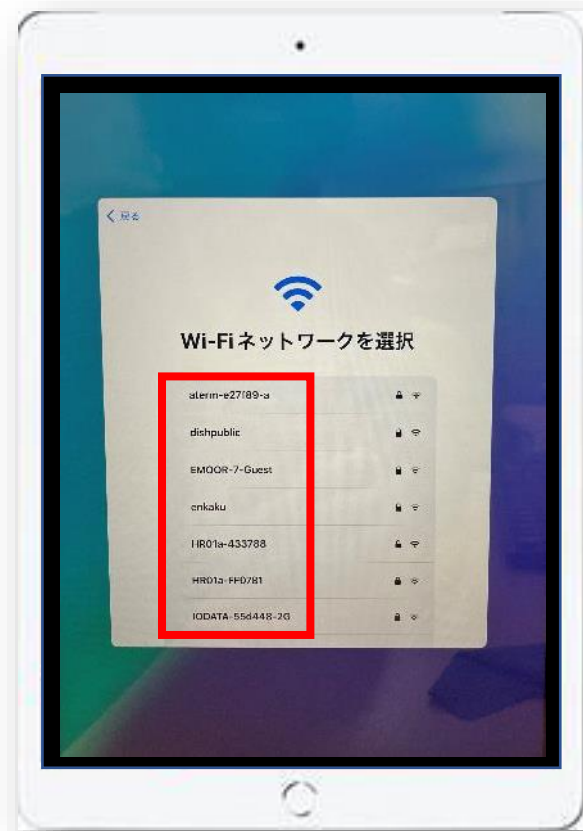 戻る
Wi-Fiネットワークを選択
aterm-e27f89-a
dishpublic
EMOOR-7-Guest
enkaku
HR01a-433788
HR01a-FF0781
IODATA-55d448-2G